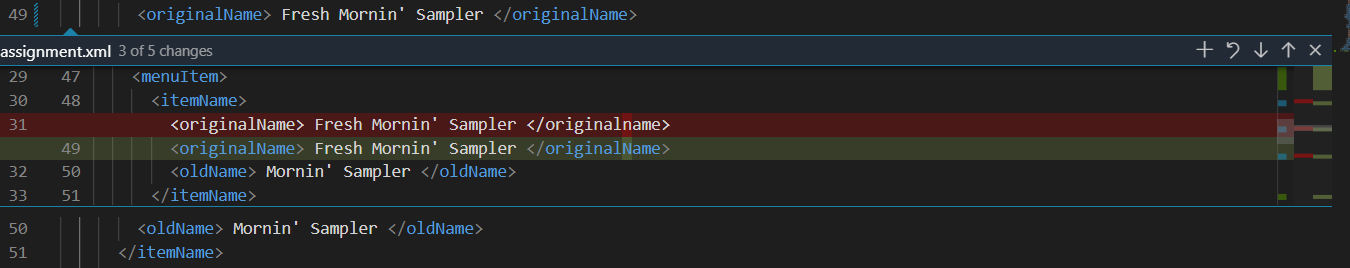 49 <originalName> Fresh Mornin' Sampler </originalName>
assignment.xml 3 of 5 changes
29 47 <menuItem>
30 48 <itemName>
31 <originalName> Fresh Mornin' Sampler </originalname>
49 <originalName> Fresh Mornin' Sampler </originalName>
32 50 <oldName> Mornin' Sampler </oldName>
33 51 </itemName>
50 <oldName> Mornin' Sampler </oldName>
51 </itemName>